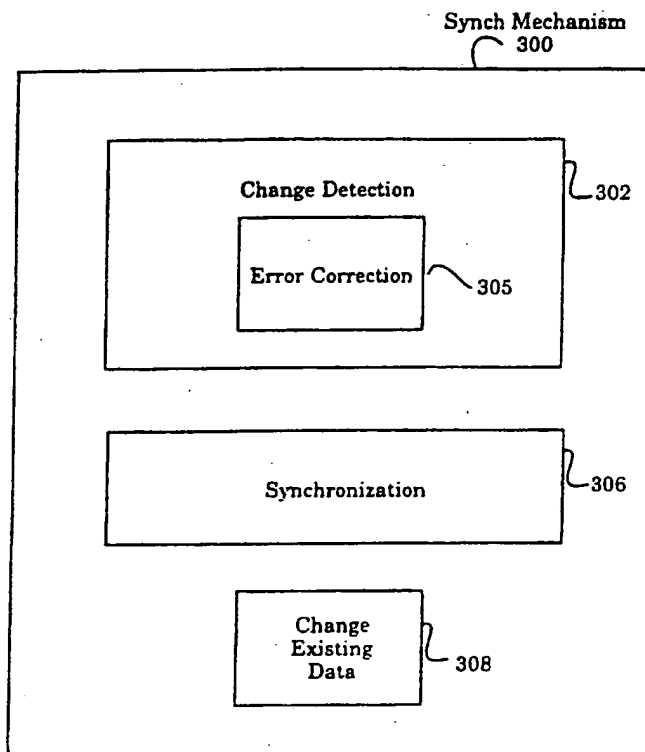 Synch Mechanism
300
Change Detection
302
Error Correction
305
Synchronization
306
Change
Existing
Data
308